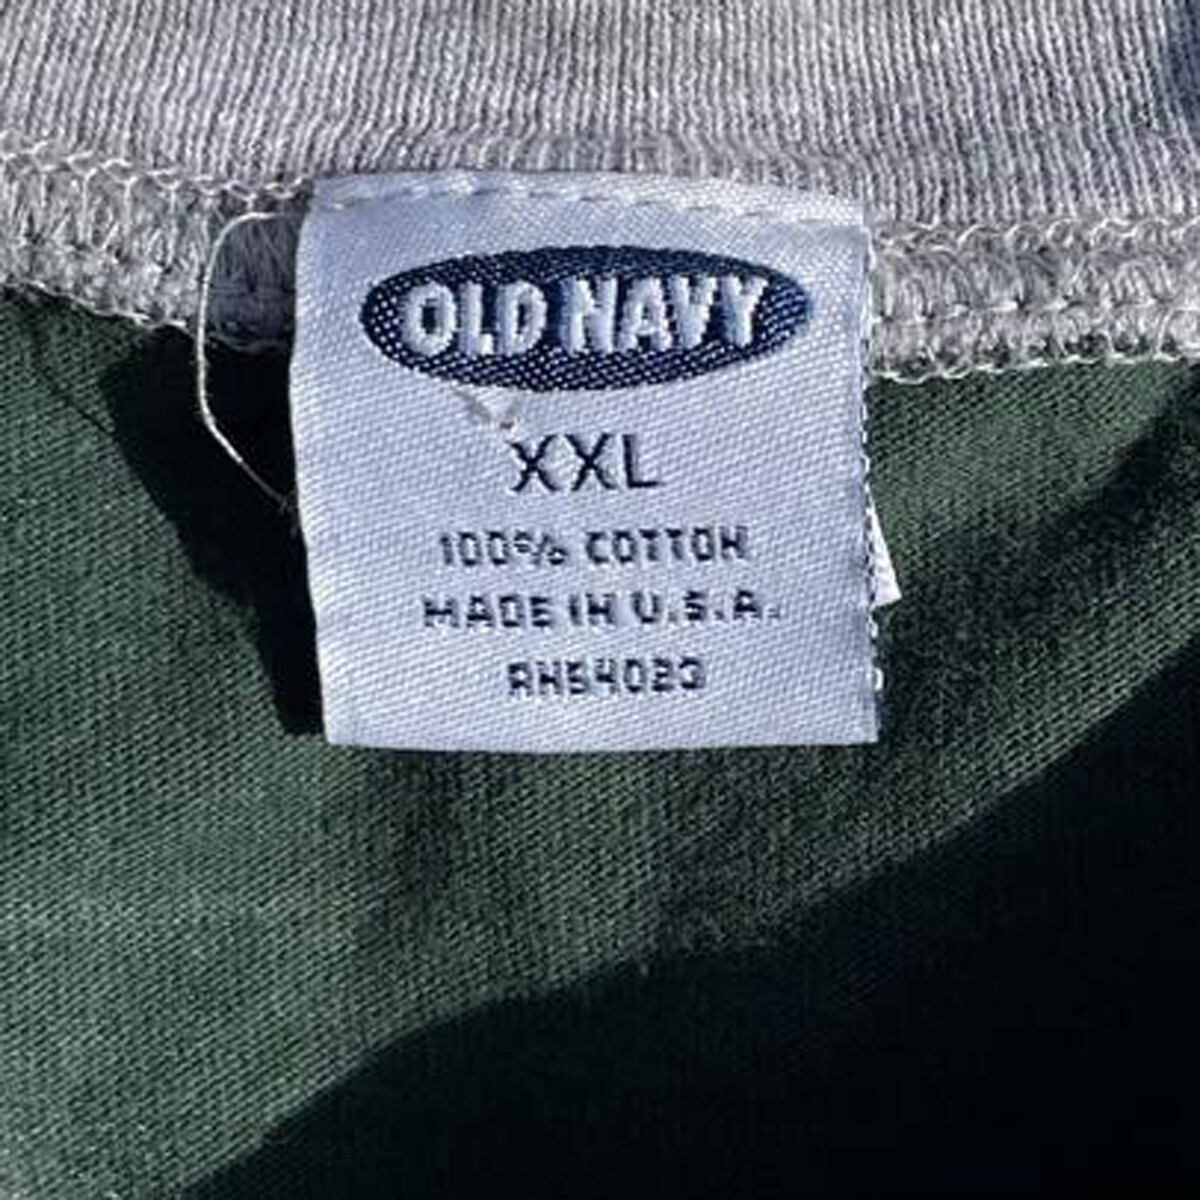 OLD NAVY
XXL
100% COTTON
MADE IN U.S.A.
RN54023